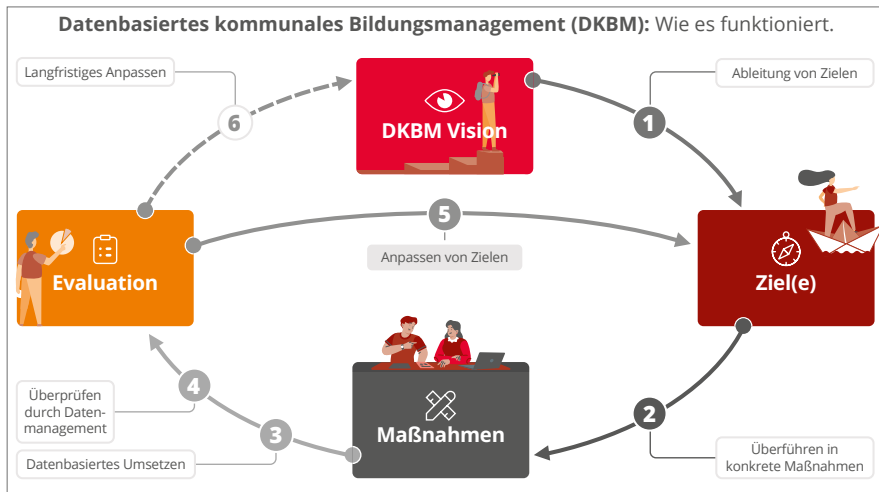 Datenbasiertes kommunales Bildungsmanagement (DKBM): Wie es funktioniert.
Langfristiges Anpassen
6
DKBM Vision
1
Ableitung von Zielen
5
Anpassen von Zielen
Evaluation
Ziel(e)
4
Überprüfen
durch Daten-
management
3
Datenbasiertes Umsetzen
Maßnahmen
2
Überführen in
konkrete Maßnahmen